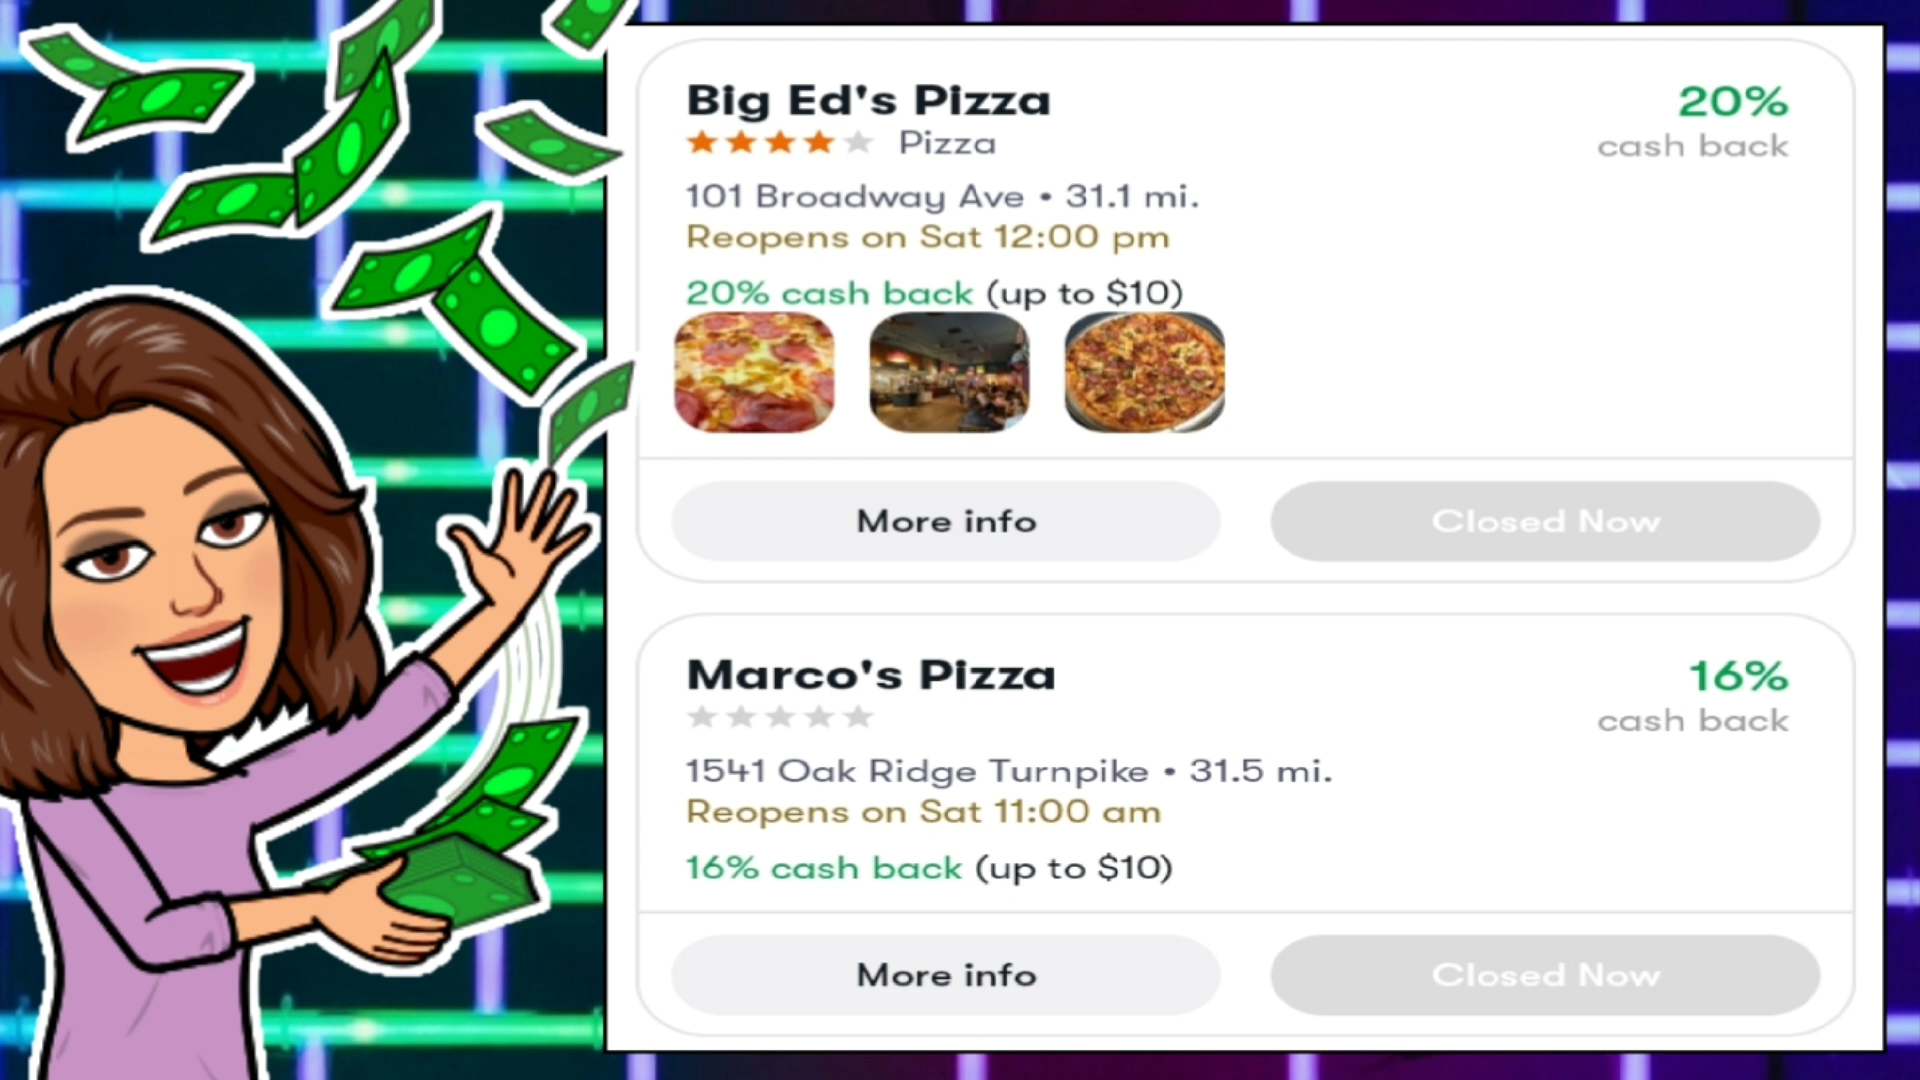 Big Ed's Pizza
20%
Pizza
cash back
101 Broadway Ave • 31.1 mi.
Reopens on Sat 12:00 pm
20% cash back (up to $10)
More info
Closed Now
Marco's Pizza
16%
cash back
1541 Oak Ridge Turnpike • 31.5 mi.
Reopens on Sat 11:00 am
16% cash back (up to $10)
More info
Closed Now